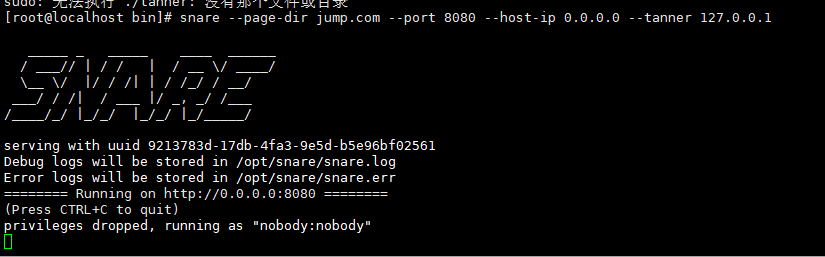 sudo: 无法执行 ./tanner: 没有那个文件或目录
[root@localhost bin]# snare --page-dir jump.com --port 8080 --host-ip 0.0.0.0 --tanner 127.0.0.1
SNARE
serving with uuid 9213783d-17db-4fa3-9e5d-b5e96bf02561
Debug logs will be stored in /opt/snare/snare.log
Error logs will be stored in /opt/snare/snare.err
======== Running on http://0.0.0.0:8080 ========
(Press CTRL+C to quit)
privileges dropped, running as "nobody:nobody"